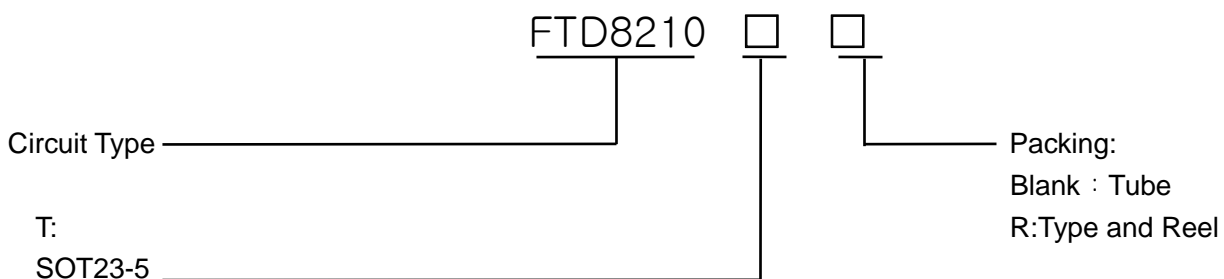 FTD8210 □ □
Circuit Type
Packing:
Blank：Tube
R:Type and Reel
T:
SOT23-5